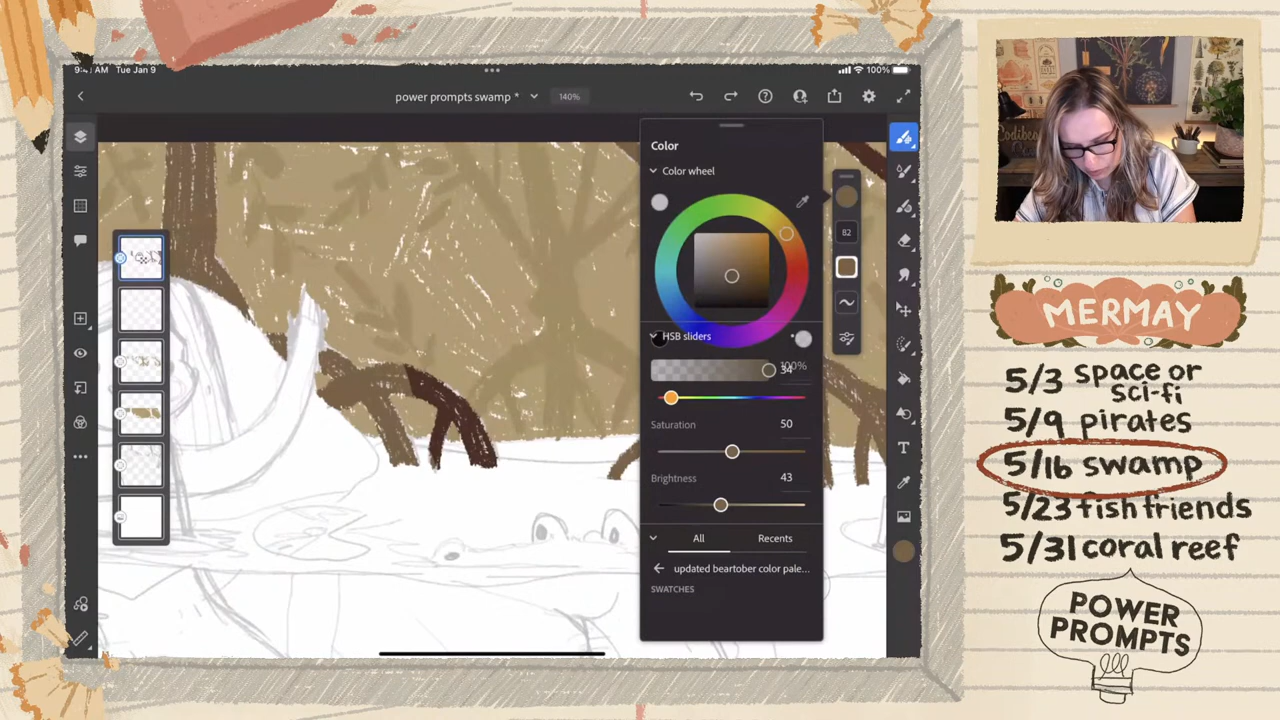 9:41 AM Tue Jan 9
100%
power prompts swamp *
140%
Color
Color wheel
82
HSB sliders
100%
34
Saturation
50
Brightness
43
All
Recents
updated beartober color pale...
SWATCHES
T
MERMAY
5/3 space or
sci-fi
5/9 pirates
5/16 swamp
5/23 fish friends
5/31 coral reef
POWER
PROMPTS